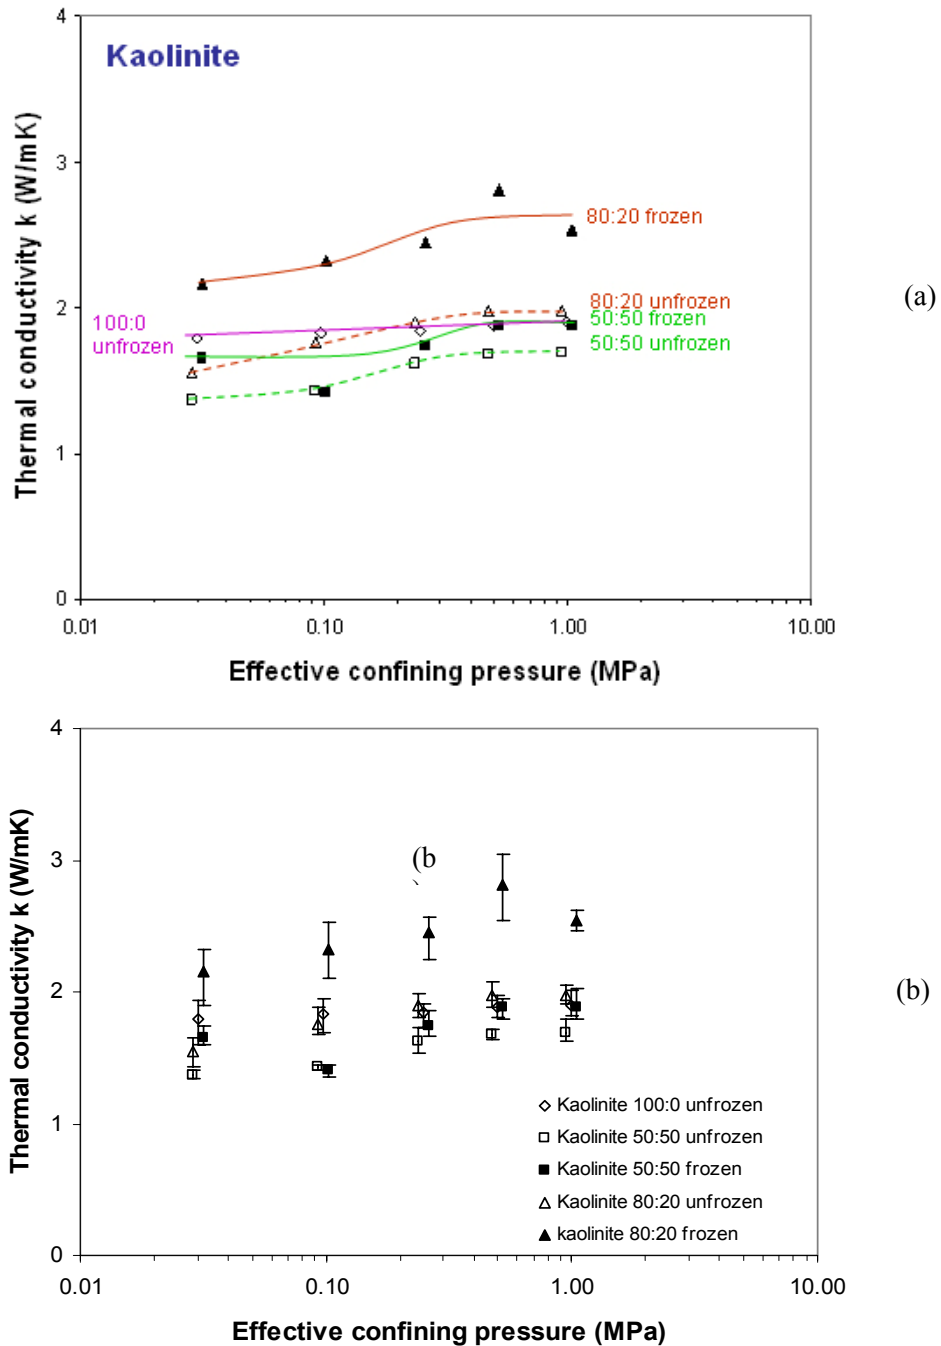 4
Kaolinite
3
80:20 frozen
(a)
2
100:0
unfrozen
80:20 unfrozen
50:50 frozen
50:50 unfrozen
1
0
0.01
0.10
1.00
10.00
Thermal conductivity k (W/mK)
Effective confining pressure (MPa)
4
3
(b
2
(b)
1
Kaolinite 100:0 unfrozen
Kaolinite 50:50 unfrozen
Kaolinite 50:50 frozen
Kaolinite 80:20 unfrozen
kaolinite 80:20 frozen
0
0.01
0.10
1.00
10.00
Thermal conductivity k (W/mK)
Effective confining pressure (MPa)